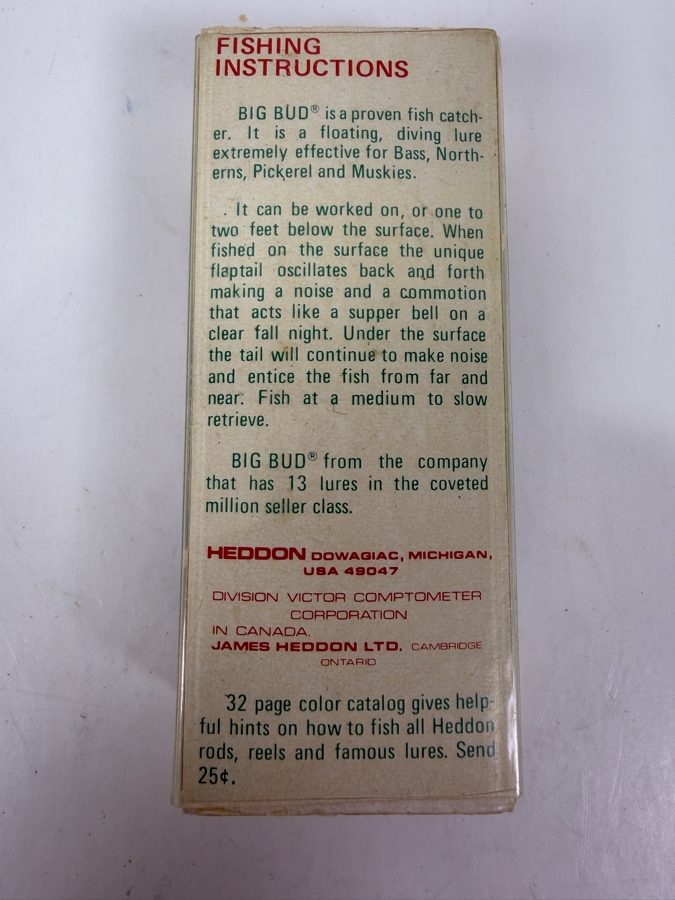 FISHING
INSTRUCTIONS
BIG BUD® is a proven fish catch-
er. It is a floating, diving lure
extremely effective for Bass, North-
erns, Pickerel and Muskies.
It can be worked on, or one to
two feet below the surface. When
fished on the surface the unique
flaptail oscillates back and forth
making a noise and a commotion
that acts like a supper bell on a
clear fall night. Under the surface
the tail will continue to make noise
and entice the fish from far and
near. Fish at a medium to slow
retrieve.
BIG BUD® from the company
that has 13 lures in the coveted
million seller class.
HEDDON DOWAGIAC, MICHIGAN,
USA 49047
DIVISION VICTOR COMPTOMETER
CORPORATION
IN CANADA.
JAMES HEDDON LTD. CAMBRIDGE
ONTARIO
32 page color catalog gives help-
ful hints on how to fish all Heddon
rods, reels and famous lures. Send
25¢.